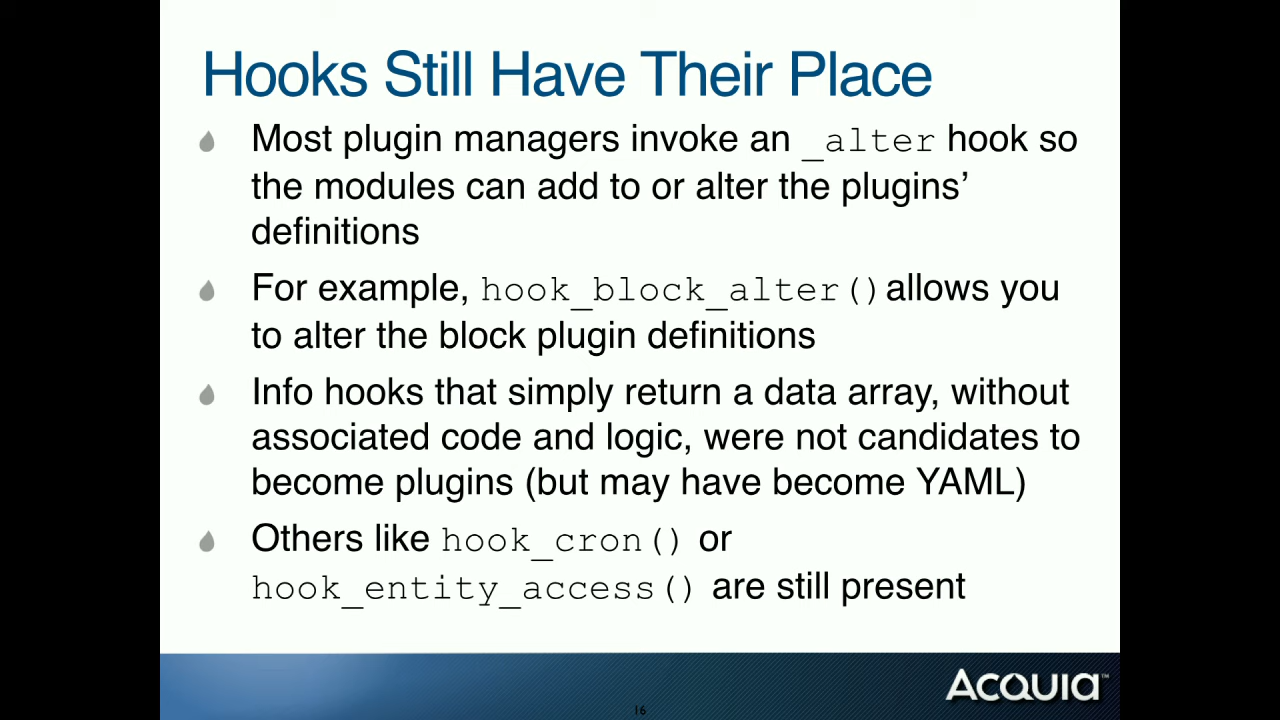 Hooks Still Have Their Place
Most plugin managers invoke an _alter hook so
the modules can add to or alter the plugins’
definitions
For example, hook_block_alter() allows you
to alter the block plugin definitions
Info hooks that simply return a data array, without
associated code and logic, were not candidates to
become plugins (but may have become YAML)
Others like hook_cron() or
hook_entity_access() are still present
ACQUIA™
16